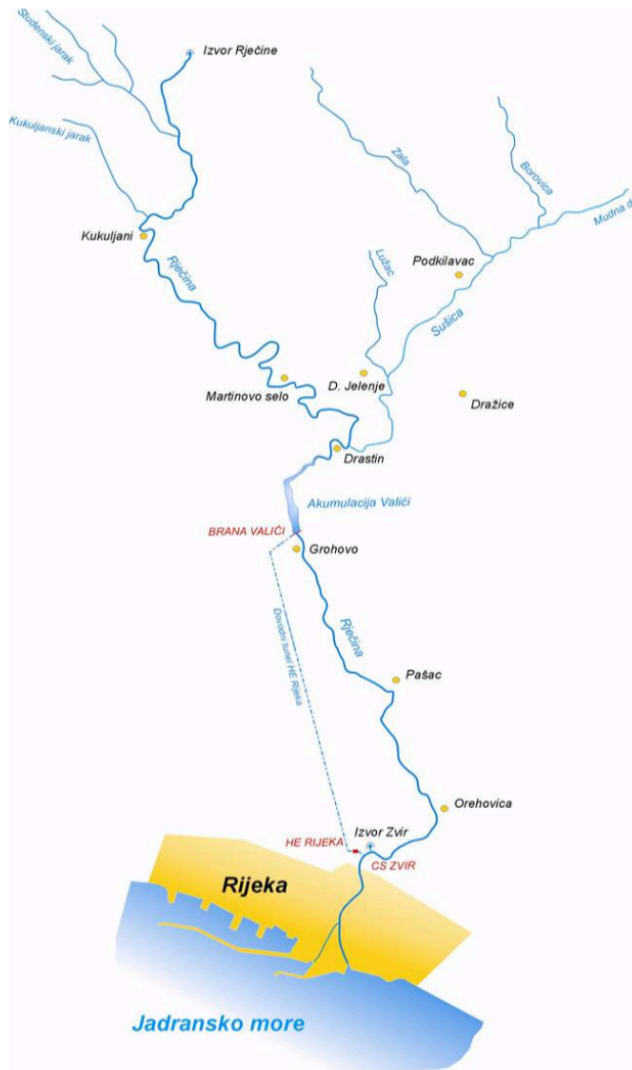 Studenski jarak
Izvor Rječine
Kukuljanski jarak
Zala
Borovica
Mudna d
Kukuljani
Rječina
Lužac
Podkilavac
Sušica
Martinovo selo
D. Jelenje
Dražice
Drastin
Akumulacija Valići
BRANA VALIĆI
Grohovo
Dovodni tunel HE Rijeka
Rječina
Pašac
Orehovica
Izvor Zvir
HE RIJEKA
CS ZVIR
Rijeka
Jadransko more